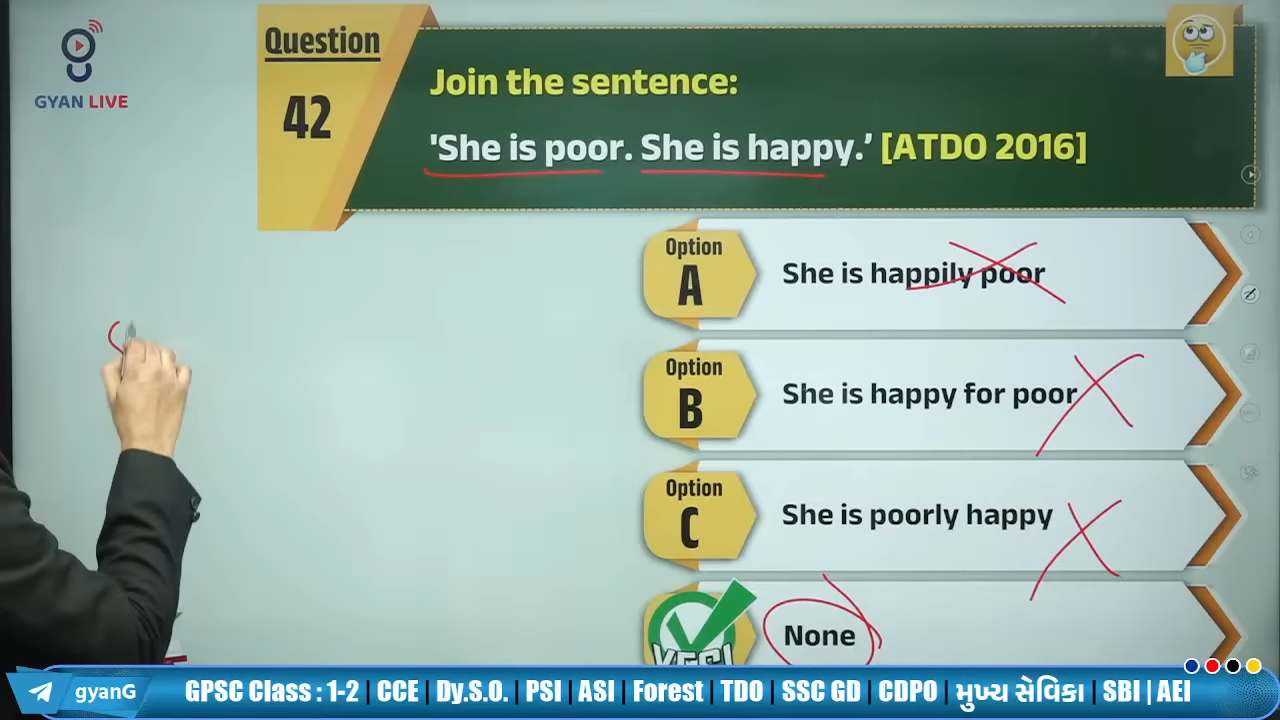 GYAN LIVE
Question
42
Join the sentence:
'She is poor. She is happy.’ [ATDO 2016]
Option
A
She is happily poor
Option
B
She is happy for poor
Option
C
She is poorly happy
None
gyanG
GPSC Class : 1-2 | CCE | Dy.S.O. | PSI | ASI | Forest | TDO | SSC GD | CDPO | મુખ્ય સેવિકા | SBI | AEI